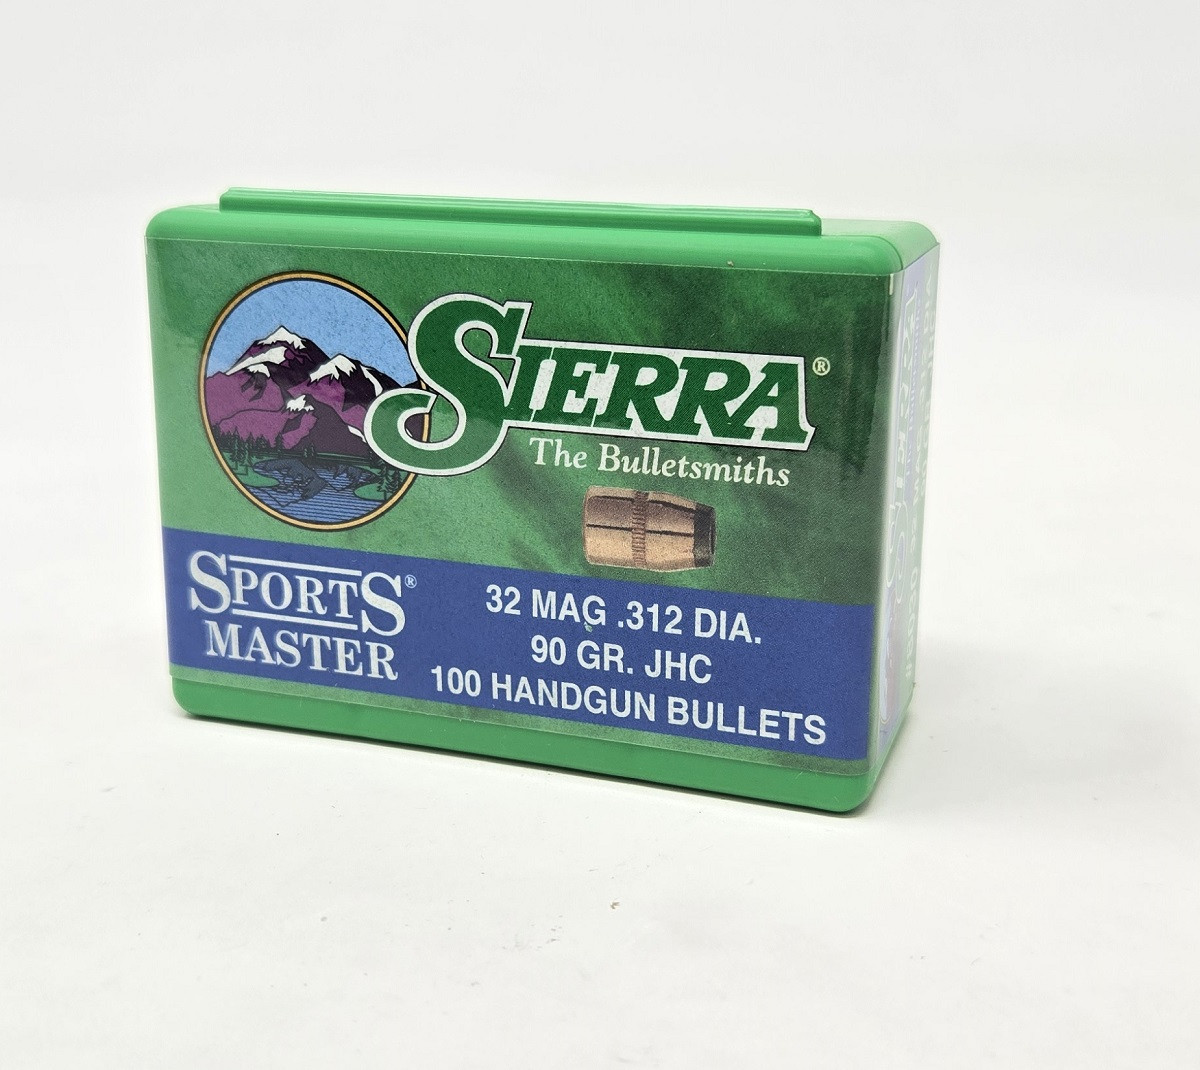 SIERRA®
The Bulletsmiths
SPORTS®
MASTER
32 MAG .312 DIA.
90 GR. JHC
100 HANDGUN BULLETS